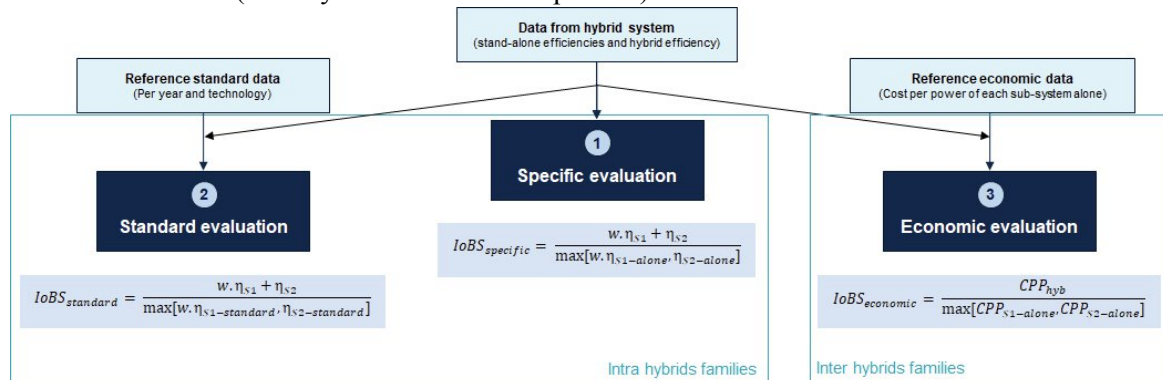 Data from hybrid system
(stand-alone efficiencies and hybrid efficiency)
Reference standard data
(Per year and technology)
Reference economic data
(Cost per power of each sub-system alone)
1
Specific evaluation
2
Standard evaluation
3
Economic evaluation
IoBS_specific = (w.η_S1 + η_S2) / max[w.η_S1−alone, η_S2−alone]
IoBS_standard = (w.η_S1 + η_S2) / max[w.η_S1−standard, η_S2−standard]
IoBS_economic = CPP_hyb / max[CPP_S1−alone, CPP_S2−alone]
Intra hybrids families
Inter hybrids families